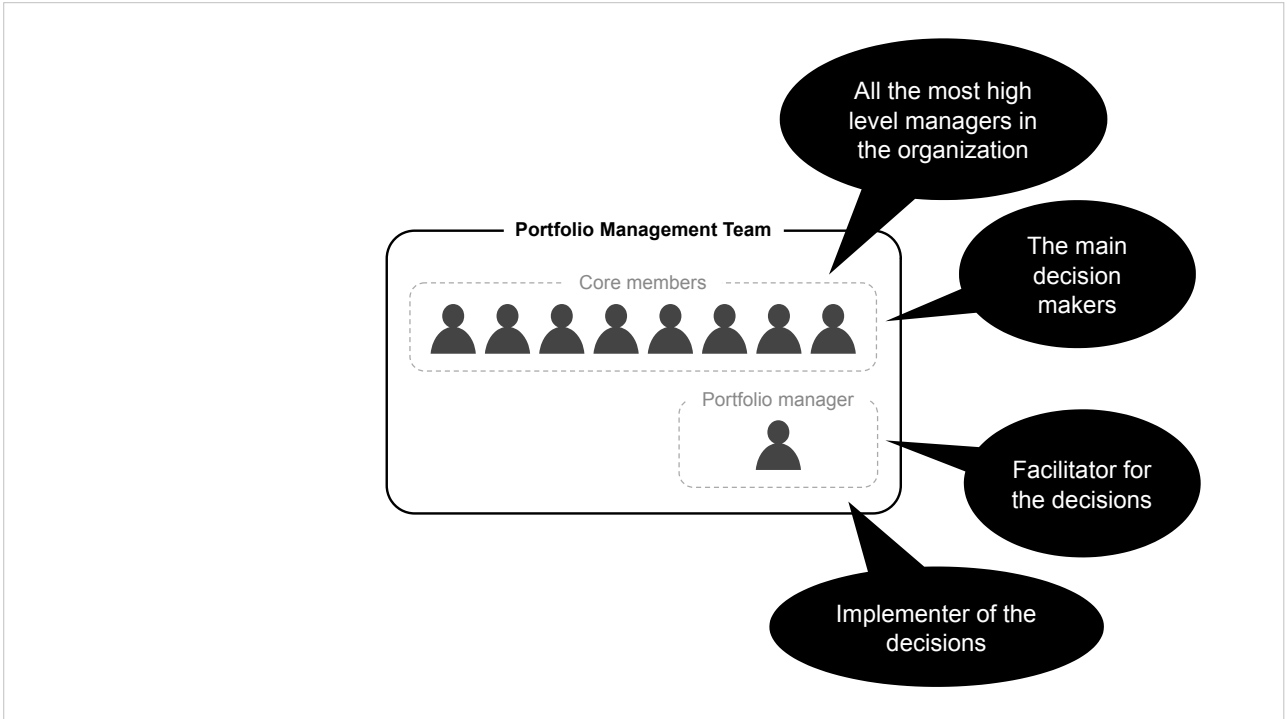 All the most high
level managers in
the organization
Portfolio Management Team
The main
decision
makers
Core members
Portfolio manager
Facilitator for
the decisions
Implementer of the
decisions